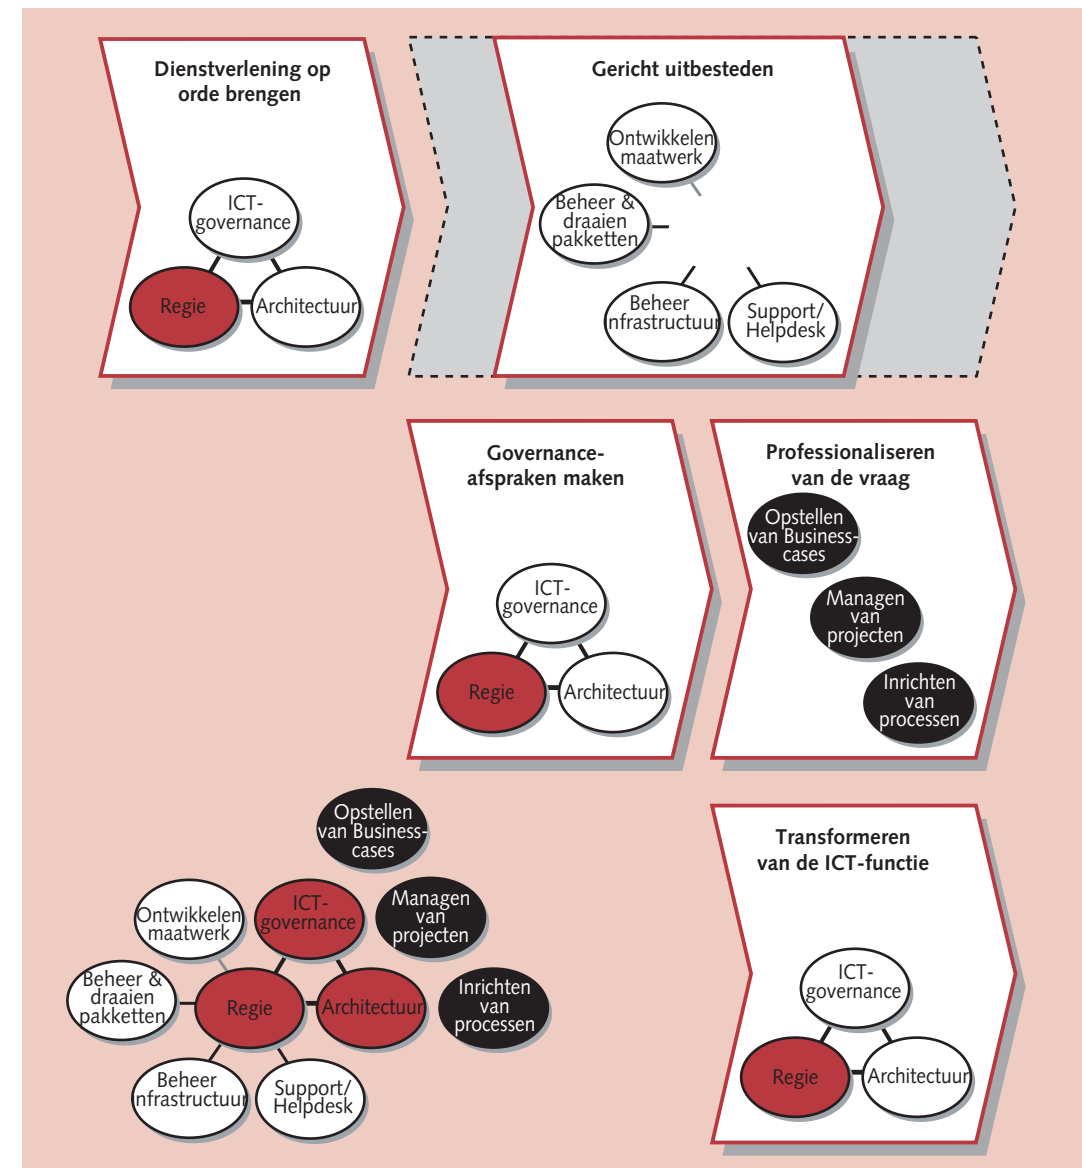 Dienstverlening op
orde brengen
ICT-
governance
Regie
Architectuur
Gericht uitbesteden
Ontwikkelen
maatwerk
Beheer &
draaien
pakketten
Beheer
nfrastructuur
Support/
Helpdesk
Governance-
afspraken maken
ICT-
governance
Regie
Architectuur
Professionaliseren
van de vraag
Opstellen
van Business-
cases
Managen
van
projecten
Inrichten
van
processen
Opstellen
van Business-
cases
ICT-
governance
Managen
van
projecten
Ontwikkelen
maatwerk
Beheer &
draaien
pakketten
Regie
Architectuur
Inrichten
van
processen
Beheer
nfrastructuur
Support/
Helpdesk
Transformeren
van de ICT-functie
ICT-
governance
Regie
Architectuur